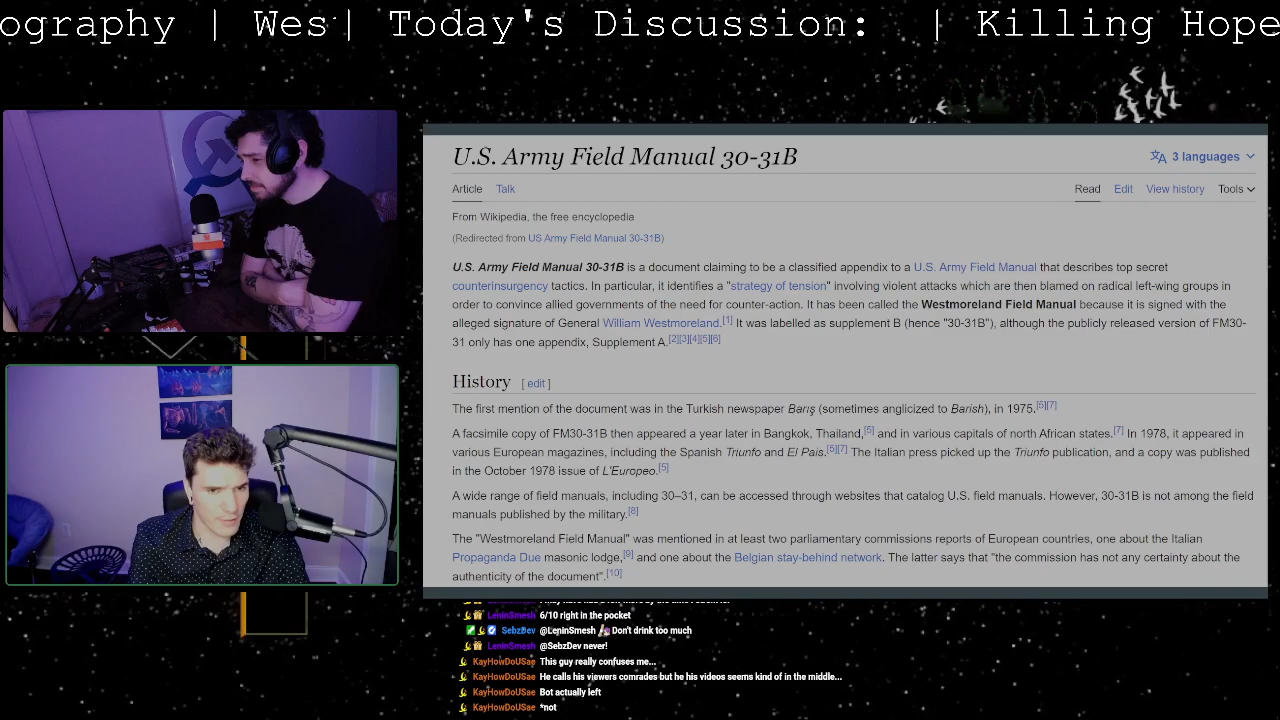 ography | Wes | Today's Discussion: | Killing Hope
U.S. Army Field Manual 30-31B
3 languages
Article Talk
Read Edit View history Tools
From Wikipedia, the free encyclopedia
(Redirected from US Army Field Manual 30-31B)
U.S. Army Field Manual 30-31B is a document claiming to be a classified appendix to a U.S. Army Field Manual that describes top secret
counterinsurgency tactics. In particular, it identifies a "strategy of tension" involving violent attacks which are then blamed on radical left-wing groups in
order to convince allied governments of the need for counter-action. It has been called the Westmoreland Field Manual because it is signed with the
alleged signature of General William Westmoreland.[1] It was labelled as supplement B (hence "30-31B"), although the publicly released version of FM30-
31 only has one appendix, Supplement A.[2][3][4][5][6]
History [ edit ]
The first mention of the document was in the Turkish newspaper Barış (sometimes anglicized to Barish), in 1975.[6][7]
A facsimile copy of FM30-31B then appeared a year later in Bangkok, Thailand,[5] and in various capitals of north African states.[7] In 1978, it appeared in
various European magazines, including the Spanish Triunfo and El Pais.[5][7] The Italian press picked up the Triunfo publication, and a copy was published
in the October 1978 issue of L'Europeo.[5]
A wide range of field manuals, including 30–31, can be accessed through websites that catalog U.S. field manuals. However, 30-31B is not among the field
manuals published by the military.[8]
The "Westmoreland Field Manual" was mentioned in at least two parliamentary commissions reports of European countries, one about the Italian
Propaganda Due masonic lodge,[9] and one about the Belgian stay-behind network. The latter says that "the commission has not any certainty about the
authenticity of the document".[10]
LeninSmesh 6/10 right in the pocket
SebzDev @LeninSmesh Don't drink too much
LeninSmesh @SebzDev never!
KayHowDoUSae This guy really confuses me...
KayHowDoUSae He calls his viewers comrades but he his videos seems kind of in the middle...
KayHowDoUSae Bot actually left
KayHowDoUSae *not